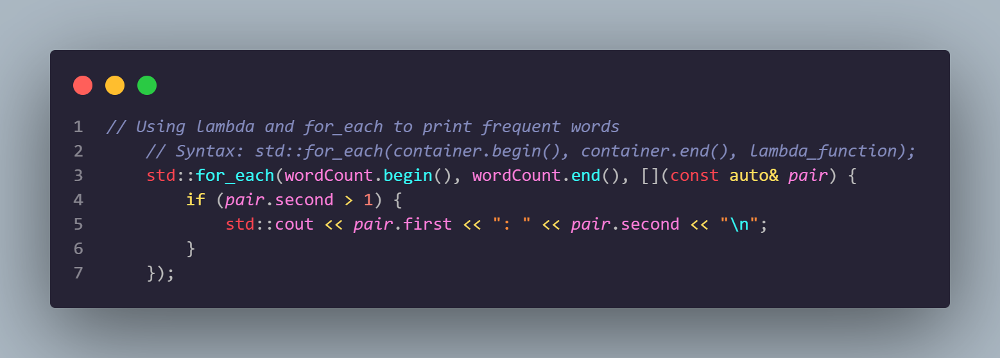 1 // Using lambda and for_each to print frequent words
2     // Syntax: std::for_each(container.begin(), container.end(), lambda_function);
3     std::for_each(wordCount.begin(), wordCount.end(), [](const auto& pair) {
4         if (pair.second > 1) {
5             std::cout << pair.first << ": " << pair.second << "\n";
6         }
7     });